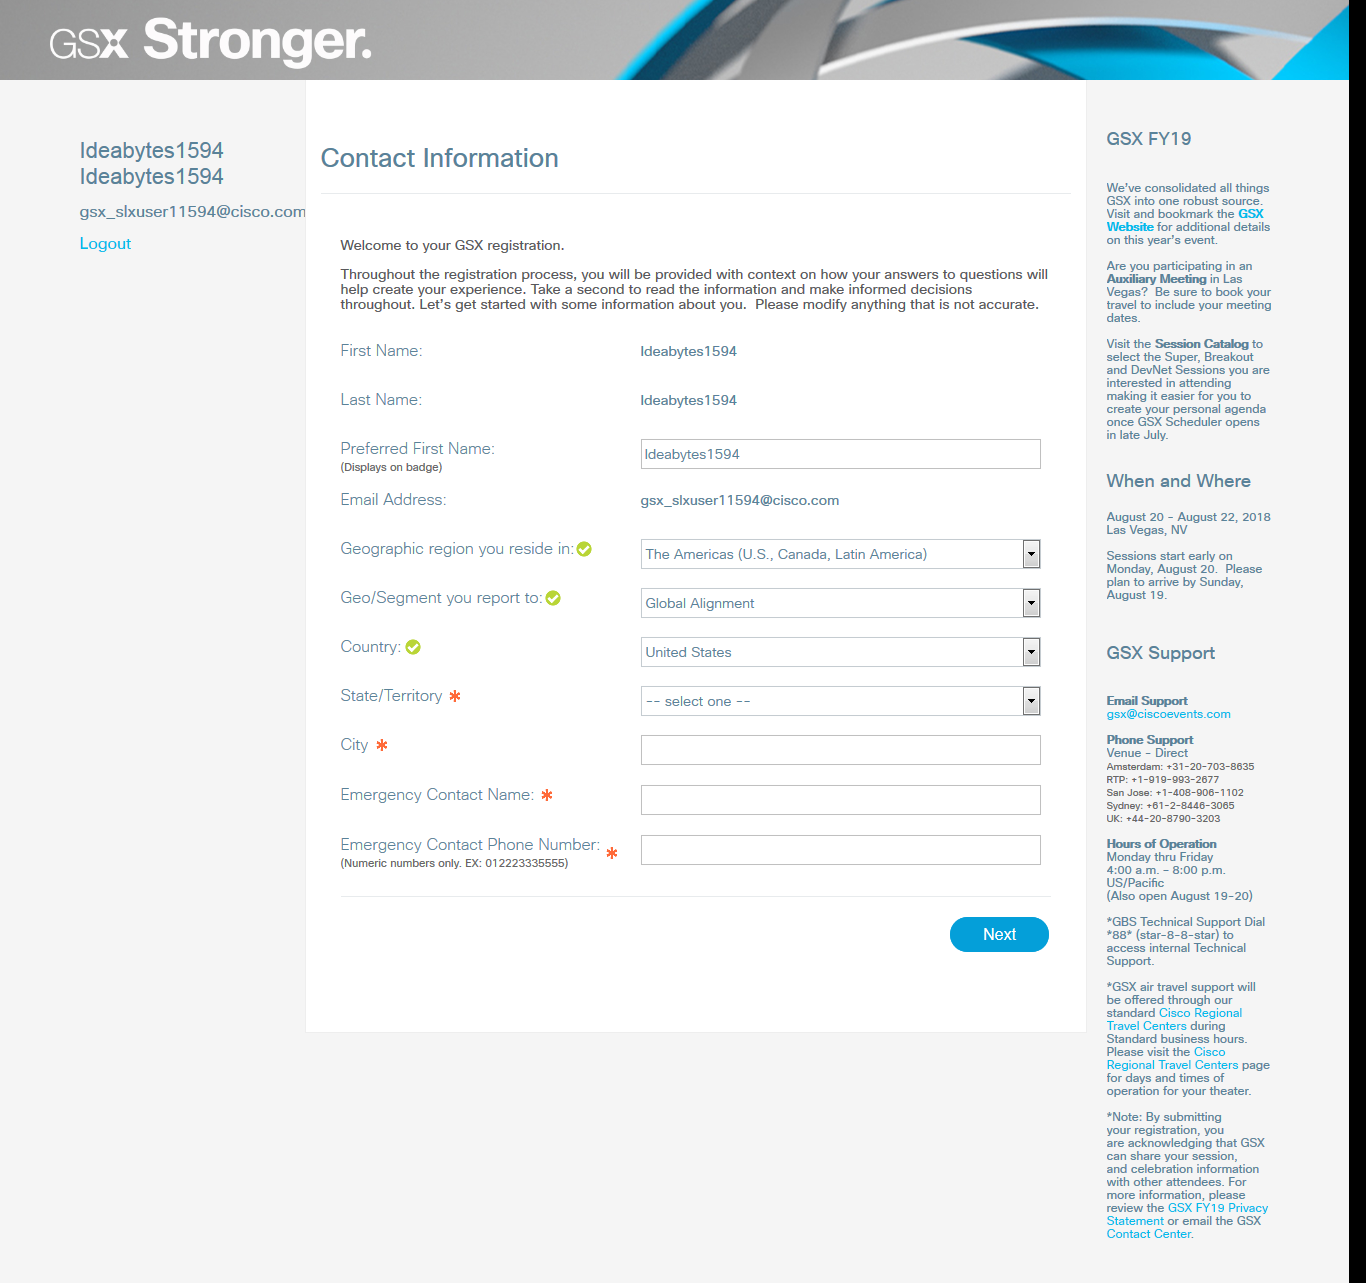 GSX Stronger.
Ideabytes1594
Ideabytes1594
gsx_slxuser11594@cisco.com
Logout
Contact Information
Welcome to your GSX registration.
Throughout the registration process, you will be provided with context on how your answers to questions will
help create your experience. Take a second to read the information and make informed decisions
throughout. Let's get started with some information about you.  Please modify anything that is not accurate.
First Name: Ideabytes1594
Last Name: Ideabytes1594
Preferred First Name: Ideabytes1594
(Displays on badge)
Email Address: gsx_slxuser11594@cisco.com
Geographic region you reside in: The Americas (U.S., Canada, Latin America)
Geo/Segment you report to: Global Alignment
Country: United States
State/Territory * -- select one --
City *
Emergency Contact Name: *
Emergency Contact Phone Number: *
(Numeric numbers only. EX: 012223335555)
Next
GSX FY19
We've consolidated all things
GSX into one robust source.
Visit and bookmark the GSX
Website for additional details
on this year's event.
Are you participating in an
Auxiliary Meeting in Las
Vegas?  Be sure to book your
travel to include your meeting
dates.
Visit the Session Catalog to
select the Super, Breakout
and DevNet Sessions you are
interested in attending
making it easier for you to
create your personal agenda
once GSX Scheduler opens
in late July.
When and Where
August 20 - August 22, 2018
Las Vegas, NV
Sessions start early on
Monday, August 20.  Please
plan to arrive by Sunday,
August 19.
GSX Support
Email Support
gsx@ciscoevents.com
Phone Support
Venue - Direct
Amsterdam: +31-20-703-8635
RTP: +1-919-993-2677
San Jose: +1-408-906-1102
Sydney: +61-2-8446-3065
UK: +44-20-8790-3203
Hours of Operation
Monday thru Friday
4:00 a.m. - 8:00 p.m.
US/Pacific
(Also open August 19-20)
*GBS Technical Support Dial
*88* (star-8-8-star) to
access internal Technical
Support.
*GSX air travel support will
be offered through our
standard Cisco Regional
Travel Centers during
Standard business hours.
Please visit the Cisco
Regional Travel Centers page
for days and times of
operation for your theater.
*Note: By submitting
your registration, you
are acknowledging that GSX
can share your session,
and celebration information
with other attendees. For
more information, please
review the GSX FY19 Privacy
Statement or email the GSX
Contact Center.